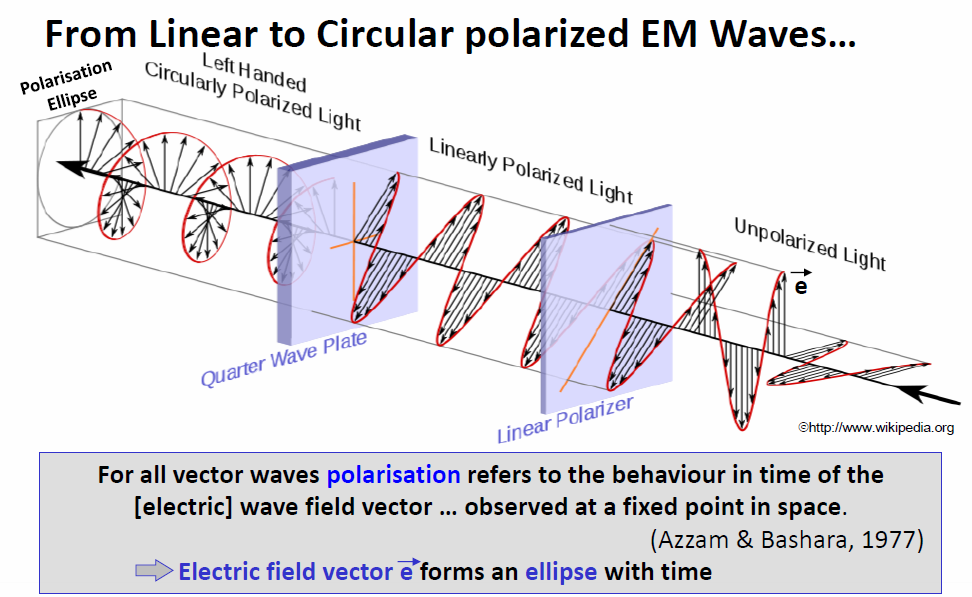 From Linear to Circular polarized EM Waves...
Polarisation
Ellipse
Left Handed
Circularly Polarized Light
Linearly Polarized Light
Unpolarized Light
e
Quarter Wave Plate
Linear Polarizer
©http://www.wikipedia.org
For all vector waves polarisation refers to the behaviour in time of the
[electric] wave field vector ... observed at a fixed point in space.
(Azzam & Bashara, 1977)
Electric field vector e forms an ellipse with time